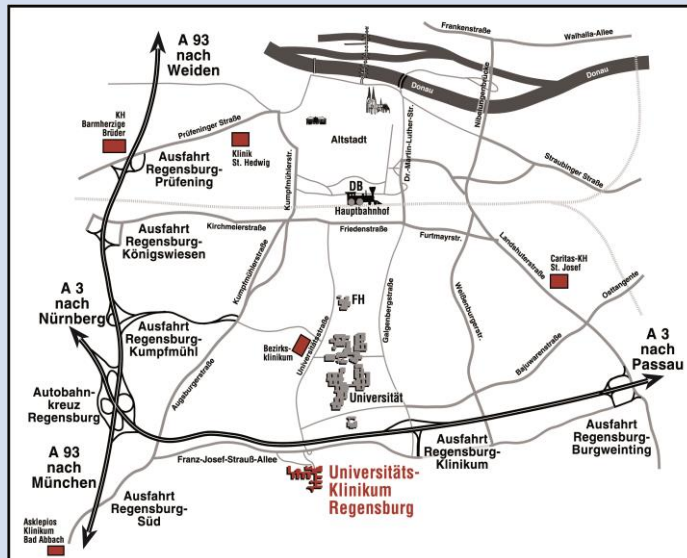 Frankenstraße
Walhalla-Allee
A 93
nach
Weiden
Donau
Donau
Nibelungenbrücke
KH
Barmherzige
Brüder
Prüfeninger Straße
Klinik
St. Hedwig
Altstadt
Dr.-Martin-Luther-Str.
Ausfahrt
Regensburg-
Prüfening
Kumpfmühlerstr.
Straubinger Straße
DB
Hauptbahnhof
Kirchmeierstraße
Friedenstraße
Furtmayrstr.
Landshuterstraße
Ausfahrt
Regensburg-
Königswiesen
Kumpfmühlerstraße
Caritas-KH
St. Josef
Osttangente
A 3
nach
Nürnberg
FH
Galgenbergstraße
Weißenburgerstr.
Ausfahrt
Regensburg-
Kumpfmühl
Bezirks-
klinikum
Universitätsstraße
Bajuwarenstraße
A 3
nach
Passau
Augsburgerstraße
Universität
Autobahn-
kreuz
Regensburg
Ausfahrt
Regensburg-
Burgweinting
Ausfahrt
Regensburg-
Klinikum
A 93
nach
München
Franz-Josef-Strauß-Allee
Universitäts-
Klinikum
Regensburg
Ausfahrt
Regensburg-
Süd
Asklepios
Klinikum
Bad Abbach